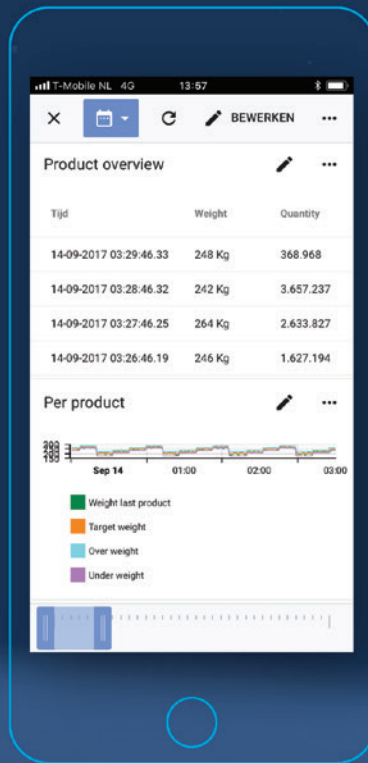 T-Mobile NL 4G 13:57
BEWERKEN
Product overview
Tijd Weight Quantity
14-09-2017 03:29:46.33 248 Kg 368.968
14-09-2017 03:28:46.32 242 Kg 3.657.237
14-09-2017 03:27:46.25 264 Kg 2.633.827
14-09-2017 03:26:46.19 246 Kg 1.627.194
Per product
300
150
Sep 14 01:00 02:00 03:00
Weight last product
Target weight
Over weight
Under weight